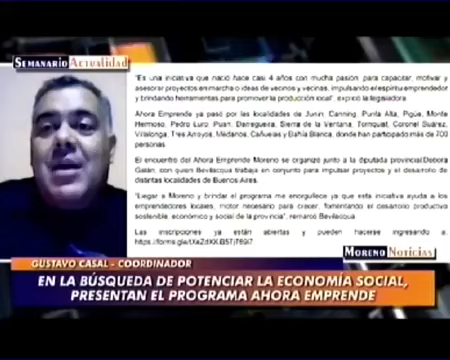 SEMANARIO ACTUALIDAD
"Es una iniciativa que nació hace casi 4 años con mucha pasión para capacitar, motivar y
asesorar proyectos en marcha o ideas de vecinos y vecinas, impulsando el espíritu emprendedor
y brindando herramientas para promover la producción local", explicó la legisladora
Ahora Emprende ya pasó por las localidades de Junín, Canning, Punta Alta, Pigüé, Monte
Hermoso, Pedro Luro, Puan, Darregueira, Sierra de la Ventana, Tornquist, Coronel Suárez,
Villalonga, Tres Arroyos, Médanos, Cañuelas y Bahía Blanca, donde han participado más de 700
personas
El encuentro del Ahora Emprende Moreno se organizó junto a la diputada provincial Débora
Galán, con quien Bevilacqua trabaja en conjunto para impulsar proyectos y el desarrollo de
distintas localidades de Buenos Aires.
"Llegar a Moreno y brindar el programa me enorgullece ya que esta iniciativa ayuda a los
emprendedores locales, motor necesario para crecer, fomentando el desarrollo productivo
sostenible, económico y social de la provincia", remarcó Bevilacqua
Las inscripciones ya están abiertas y pueden hacerse ingresando a:
MORENO NOTICIAS
GUSTAVO CASAL - COORDINADOR
EN LA BÚSQUEDA DE POTENCIAR LA ECONOMÍA SOCIAL,
PRESENTAN EL PROGRAMA AHORA EMPRENDE